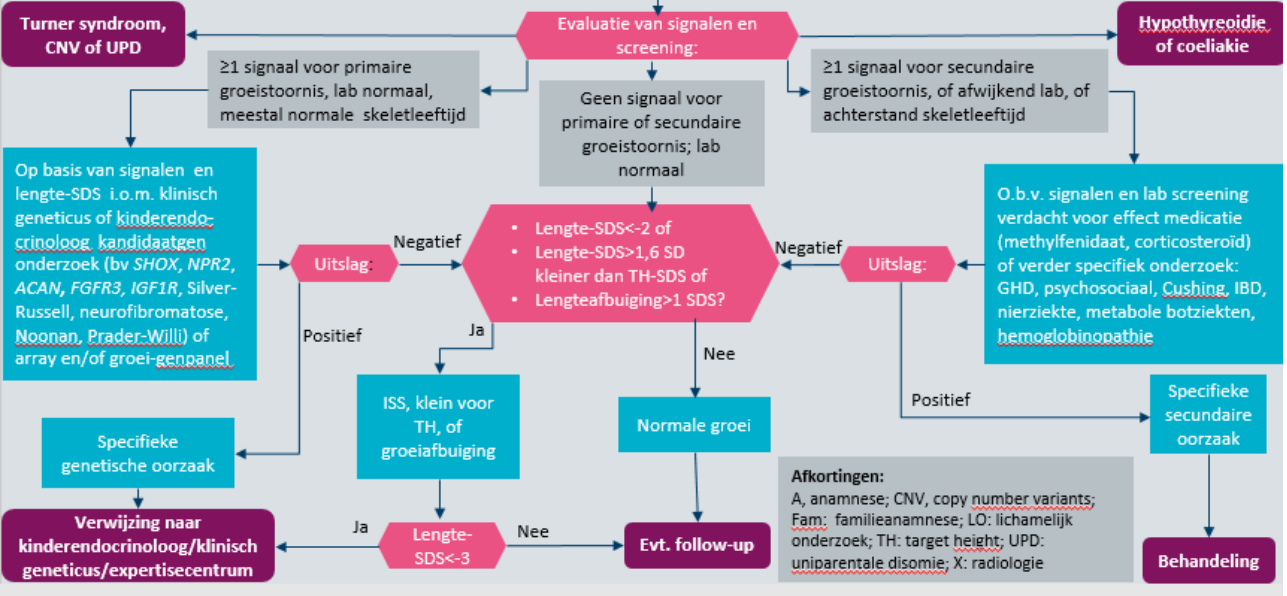 Turner syndroom,
CNV of UPD
Evaluatie van signalen en
screening:
Hypothyreoidie
of coeliakie
≥1 signaal voor primaire
groeistoornis, lab normaal,
meestal normale skeletleeftijd
Geen signaal voor
primaire of secundaire
groeistoornis; lab
normaal
≥1 signaal voor secundaire
groeistoornis, of afwijkend lab, of
achterstand skeletleeftijd
Op basis van signalen en
lengte-SDS i.o.m. klinisch
geneticus of kinderendo-
crinoloog kandidaatgen
onderzoek (bv SHOX, NPR2,
ACAN, FGFR3, IGF1R, Silver-
Russell, neurofibromatose,
Noonan, Prader-Willi) of
array en/of groei-genpanel
Uitslag:
Negatief
Positief
• Lengte-SDS<-2 of
• Lengte-SDS>1,6 SD
kleiner dan TH-SDS of
• Lengteafbuiging>1 SDS?
Negatief
Uitslag:
O.b.v. signalen en lab screening
verdacht voor effect medicatie
(methylfenidaat, corticosteroïd)
of verder specifiek onderzoek:
GHD, psychosociaal, Cushing, IBD,
nierziekte, metabole botziekten,
hemoglobinopathie
Ja
Nee
Positief
ISS, klein voor
TH, of
groeiafbuiging
Normale groei
Specifieke
secundaire
oorzaak
Specifieke
genetische oorzaak
Verwijzing naar
kinderendocrinoloog/klinisch
geneticus/expertisecentrum
Ja
Lengte-
SDS<-3
Nee
Evt. follow-up
Afkortingen:
A, anamnese; CNV, copy number variants;
Fam: familieanamnese; LO: lichamelijk
onderzoek; TH: target height; UPD:
uniparentale disomie; X: radiologie
Behandeling